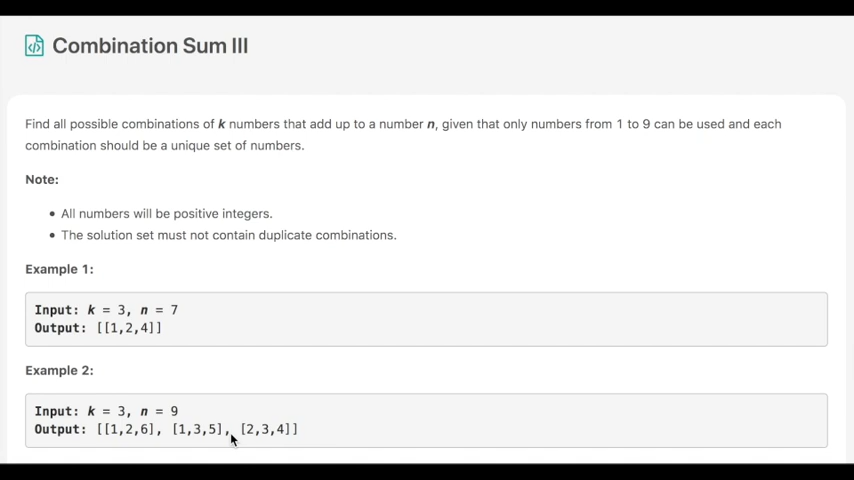 Combination Sum III
Find all possible combinations of k numbers that add up to a number n, given that only numbers from 1 to 9 can be used and each
combination should be a unique set of numbers.
Note:
• All numbers will be positive integers.
• The solution set must not contain duplicate combinations.
Example 1:
Input: k = 3, n = 7
Output: [[1,2,4]]
Example 2:
Input: k = 3, n = 9
Output: [[1,2,6], [1,3,5], [2,3,4]]